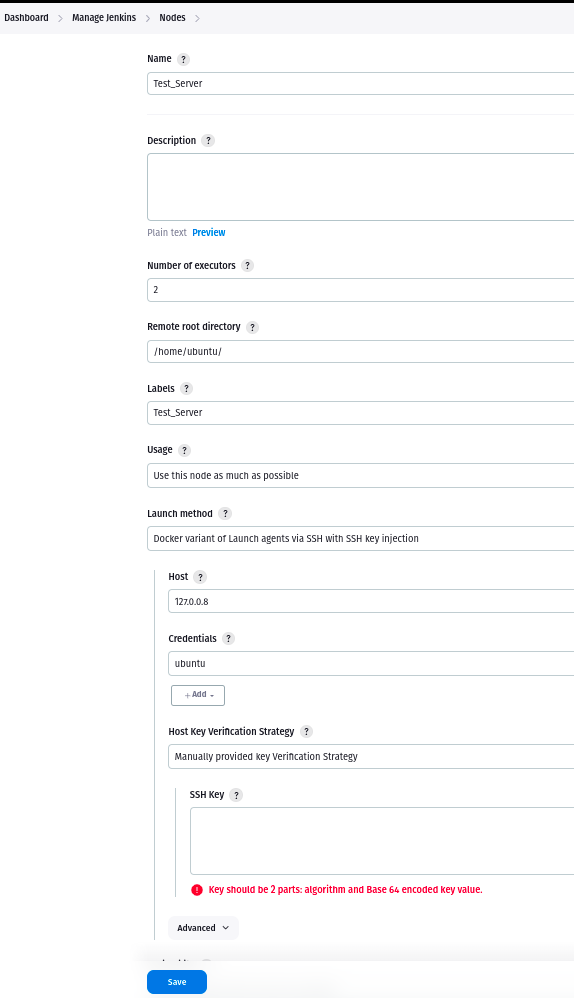 Dashboard > Manage Jenkins > Nodes >
Name ?
Test_Server
Description ?
Plain text Preview
Number of executors ?
2
Remote root directory ?
/home/ubuntu/
Labels ?
Test_Server
Usage ?
Use this node as much as possible
Launch method ?
Docker variant of Launch agents via SSH with SSH key injection
Host ?
127.0.0.8
Credentials ?
ubuntu
+ Add
Host Key Verification Strategy ?
Manually provided key Verification Strategy
SSH Key ?
! Key should be 2 parts: algorithm and Base 64 encoded key value.
Advanced
Save